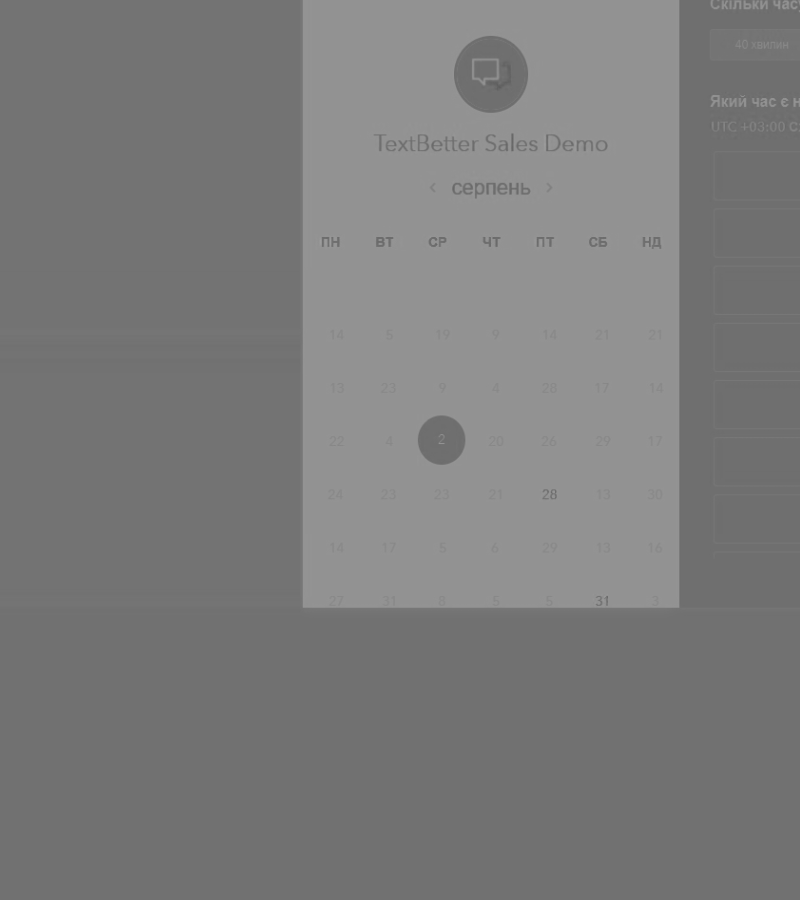 TextBetter Sales Demo
‹ серпень ›
ПН ВТ СР ЧТ ПТ СБ НД
14 5 19 9 14 21 21
13 23 9 4 28 17 14
22 4 2 20 26 29 17
24 23 23 21 28 13 30
14 17 5 6 29 13 16
27 31 8 5 5 31 3
Скільки часу
40 хвилин
Який час є н
UTC +03:00